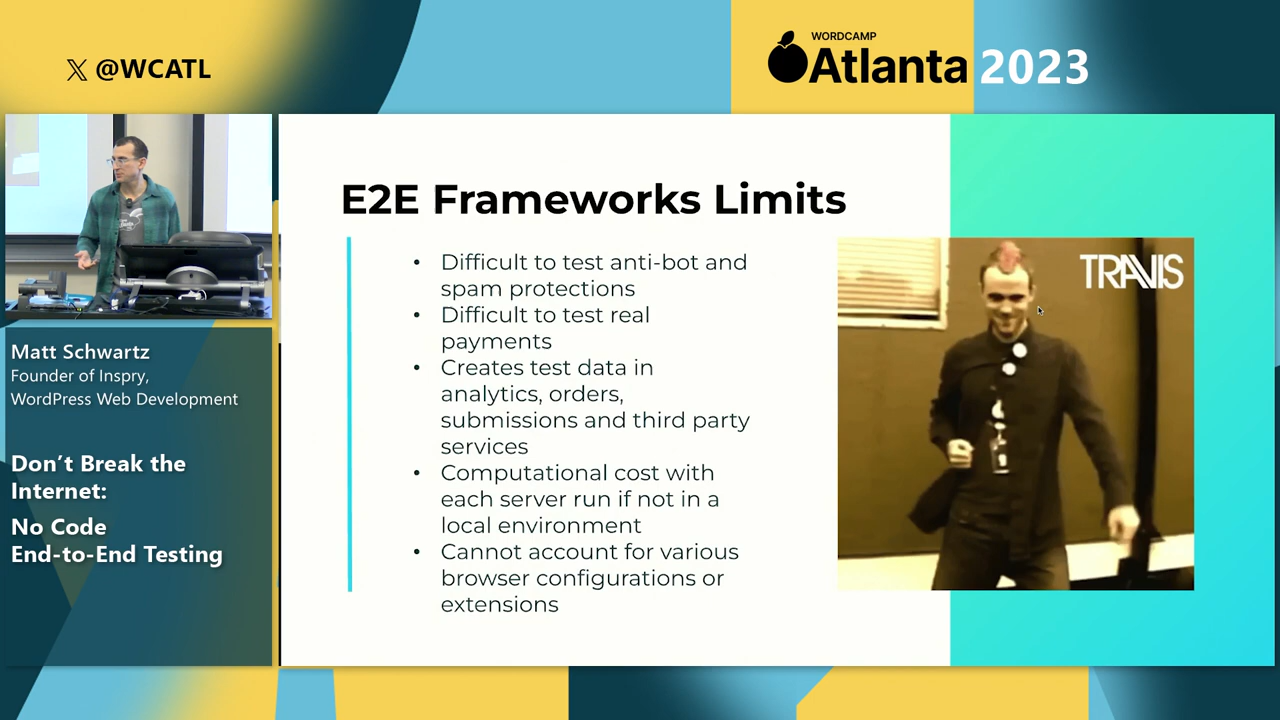 𝕏 @WCATL
WORDCAMP
Atlanta 2023
Matt Schwartz
Founder of Inspry,
WordPress Web Development
Don’t Break the
Internet:
No Code
End-to-End Testing
E2E Frameworks Limits
• Difficult to test anti-bot and
spam protections
• Difficult to test real
payments
• Creates test data in
analytics, orders,
submissions and third party
services
• Computational cost with
each server run if not in a
local environment
• Cannot account for various
browser configurations or
extensions
TRAVIS